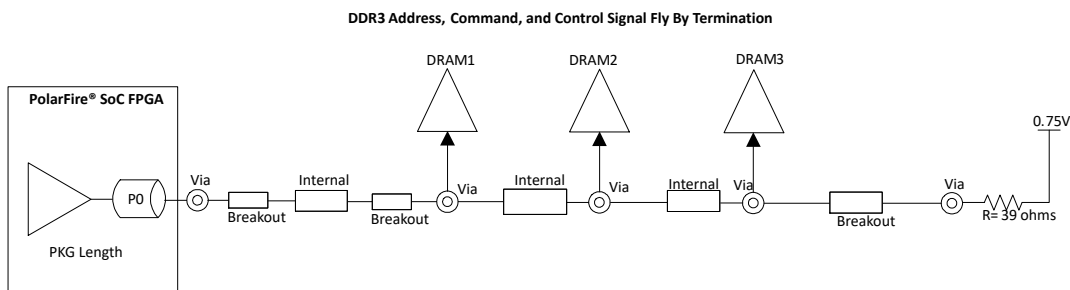 DDR3 Address, Command, and Control Signal Fly By Termination
DRAM1
DRAM2
DRAM3
PolarFire® SoC FPGA
0.75V
Via
Internal
Via
Internal
Via
Internal
Via
Via
P0
Breakout
Breakout
Breakout
R= 39 ohms
PKG Length